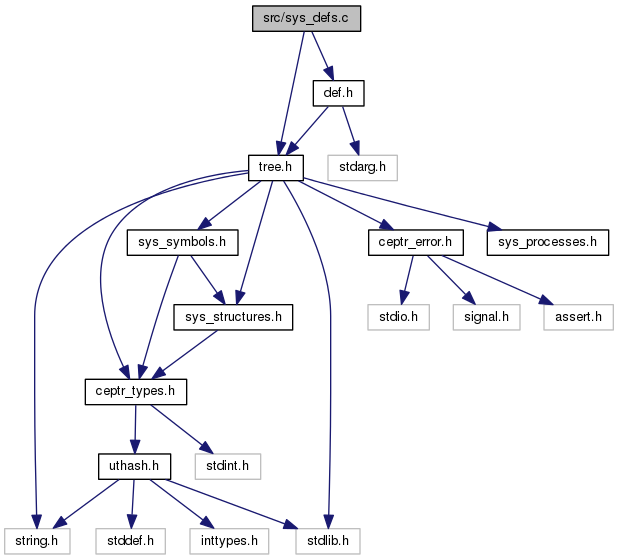 src/sys_defs.c
def.h
tree.h
stdarg.h
sys_symbols.h
ceptr_error.h
sys_processes.h
sys_structures.h
stdio.h
signal.h
assert.h
ceptr_types.h
uthash.h
stdint.h
string.h
stddef.h
inttypes.h
stdlib.h